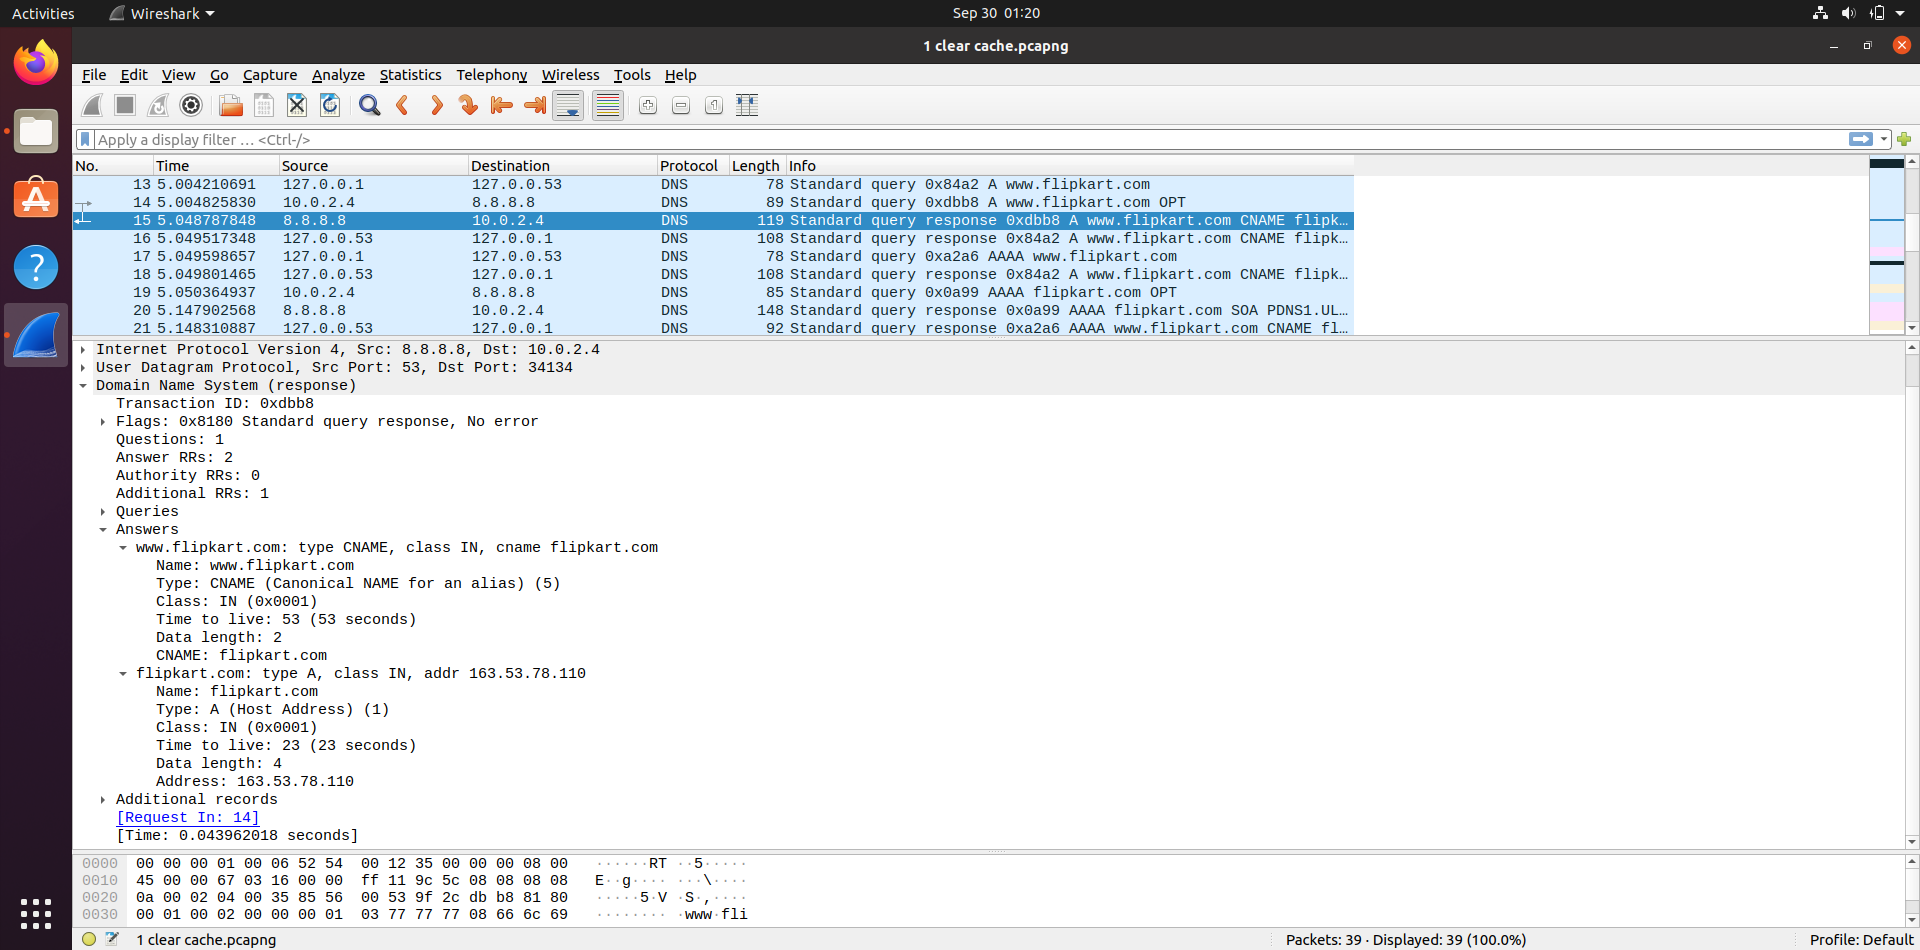 Activities Wireshark Sep 30 01:20
1 clear cache.pcapng
File Edit View Go Capture Analyze Statistics Telephony Wireless Tools Help
Apply a display filter … <Ctrl-/>
No. Time Source Destination Protocol Length Info
13 5.004210691 127.0.0.1 127.0.0.53 DNS 78 Standard query 0x84a2 A www.flipkart.com
14 5.004825830 10.0.2.4 8.8.8.8 DNS 89 Standard query 0xdbb8 A www.flipkart.com OPT
15 5.048787848 8.8.8.8 10.0.2.4 DNS 119 Standard query response 0xdbb8 A www.flipkart.com CNAME flipk…
16 5.049517348 127.0.0.53 127.0.0.1 DNS 108 Standard query response 0x84a2 A www.flipkart.com CNAME flipk…
17 5.049598657 127.0.0.1 127.0.0.53 DNS 78 Standard query 0xa2a6 AAAA www.flipkart.com
18 5.049801465 127.0.0.53 127.0.0.1 DNS 108 Standard query response 0x84a2 A www.flipkart.com CNAME flipk…
19 5.050364937 10.0.2.4 8.8.8.8 DNS 85 Standard query 0x0a99 AAAA flipkart.com OPT
20 5.147902568 8.8.8.8 10.0.2.4 DNS 148 Standard query response 0x0a99 AAAA flipkart.com SOA PDNS1.UL…
21 5.148310887 127.0.0.53 127.0.0.1 DNS 92 Standard query response 0xa2a6 AAAA www.flipkart.com CNAME fl…
Internet Protocol Version 4, Src: 8.8.8.8, Dst: 10.0.2.4
User Datagram Protocol, Src Port: 53, Dst Port: 34134
Domain Name System (response)
Transaction ID: 0xdbb8
Flags: 0x8180 Standard query response, No error
Questions: 1
Answer RRs: 2
Authority RRs: 0
Additional RRs: 1
Queries
Answers
www.flipkart.com: type CNAME, class IN, cname flipkart.com
Name: www.flipkart.com
Type: CNAME (Canonical NAME for an alias) (5)
Class: IN (0x0001)
Time to live: 53 (53 seconds)
Data length: 2
CNAME: flipkart.com
flipkart.com: type A, class IN, addr 163.53.78.110
Name: flipkart.com
Type: A (Host Address) (1)
Class: IN (0x0001)
Time to live: 23 (23 seconds)
Data length: 4
Address: 163.53.78.110
Additional records
[Request In: 14]
[Time: 0.043962018 seconds]
0000 00 00 00 01 00 06 52 54 00 12 35 00 00 00 08 00 ······RT ··5·····
0010 45 00 00 67 03 16 00 00 ff 11 9c 5c 08 08 08 08 E··g···· ···\····
0020 0a 00 02 04 00 35 85 56 00 53 9f 2c db b8 81 80 ·····5·V ·S·,····
0030 00 01 00 02 00 00 00 01 03 77 77 77 08 66 6c 69 ········ ·www·fli
1 clear cache.pcapng Packets: 39 · Displayed: 39 (100.0%) Profile: Default